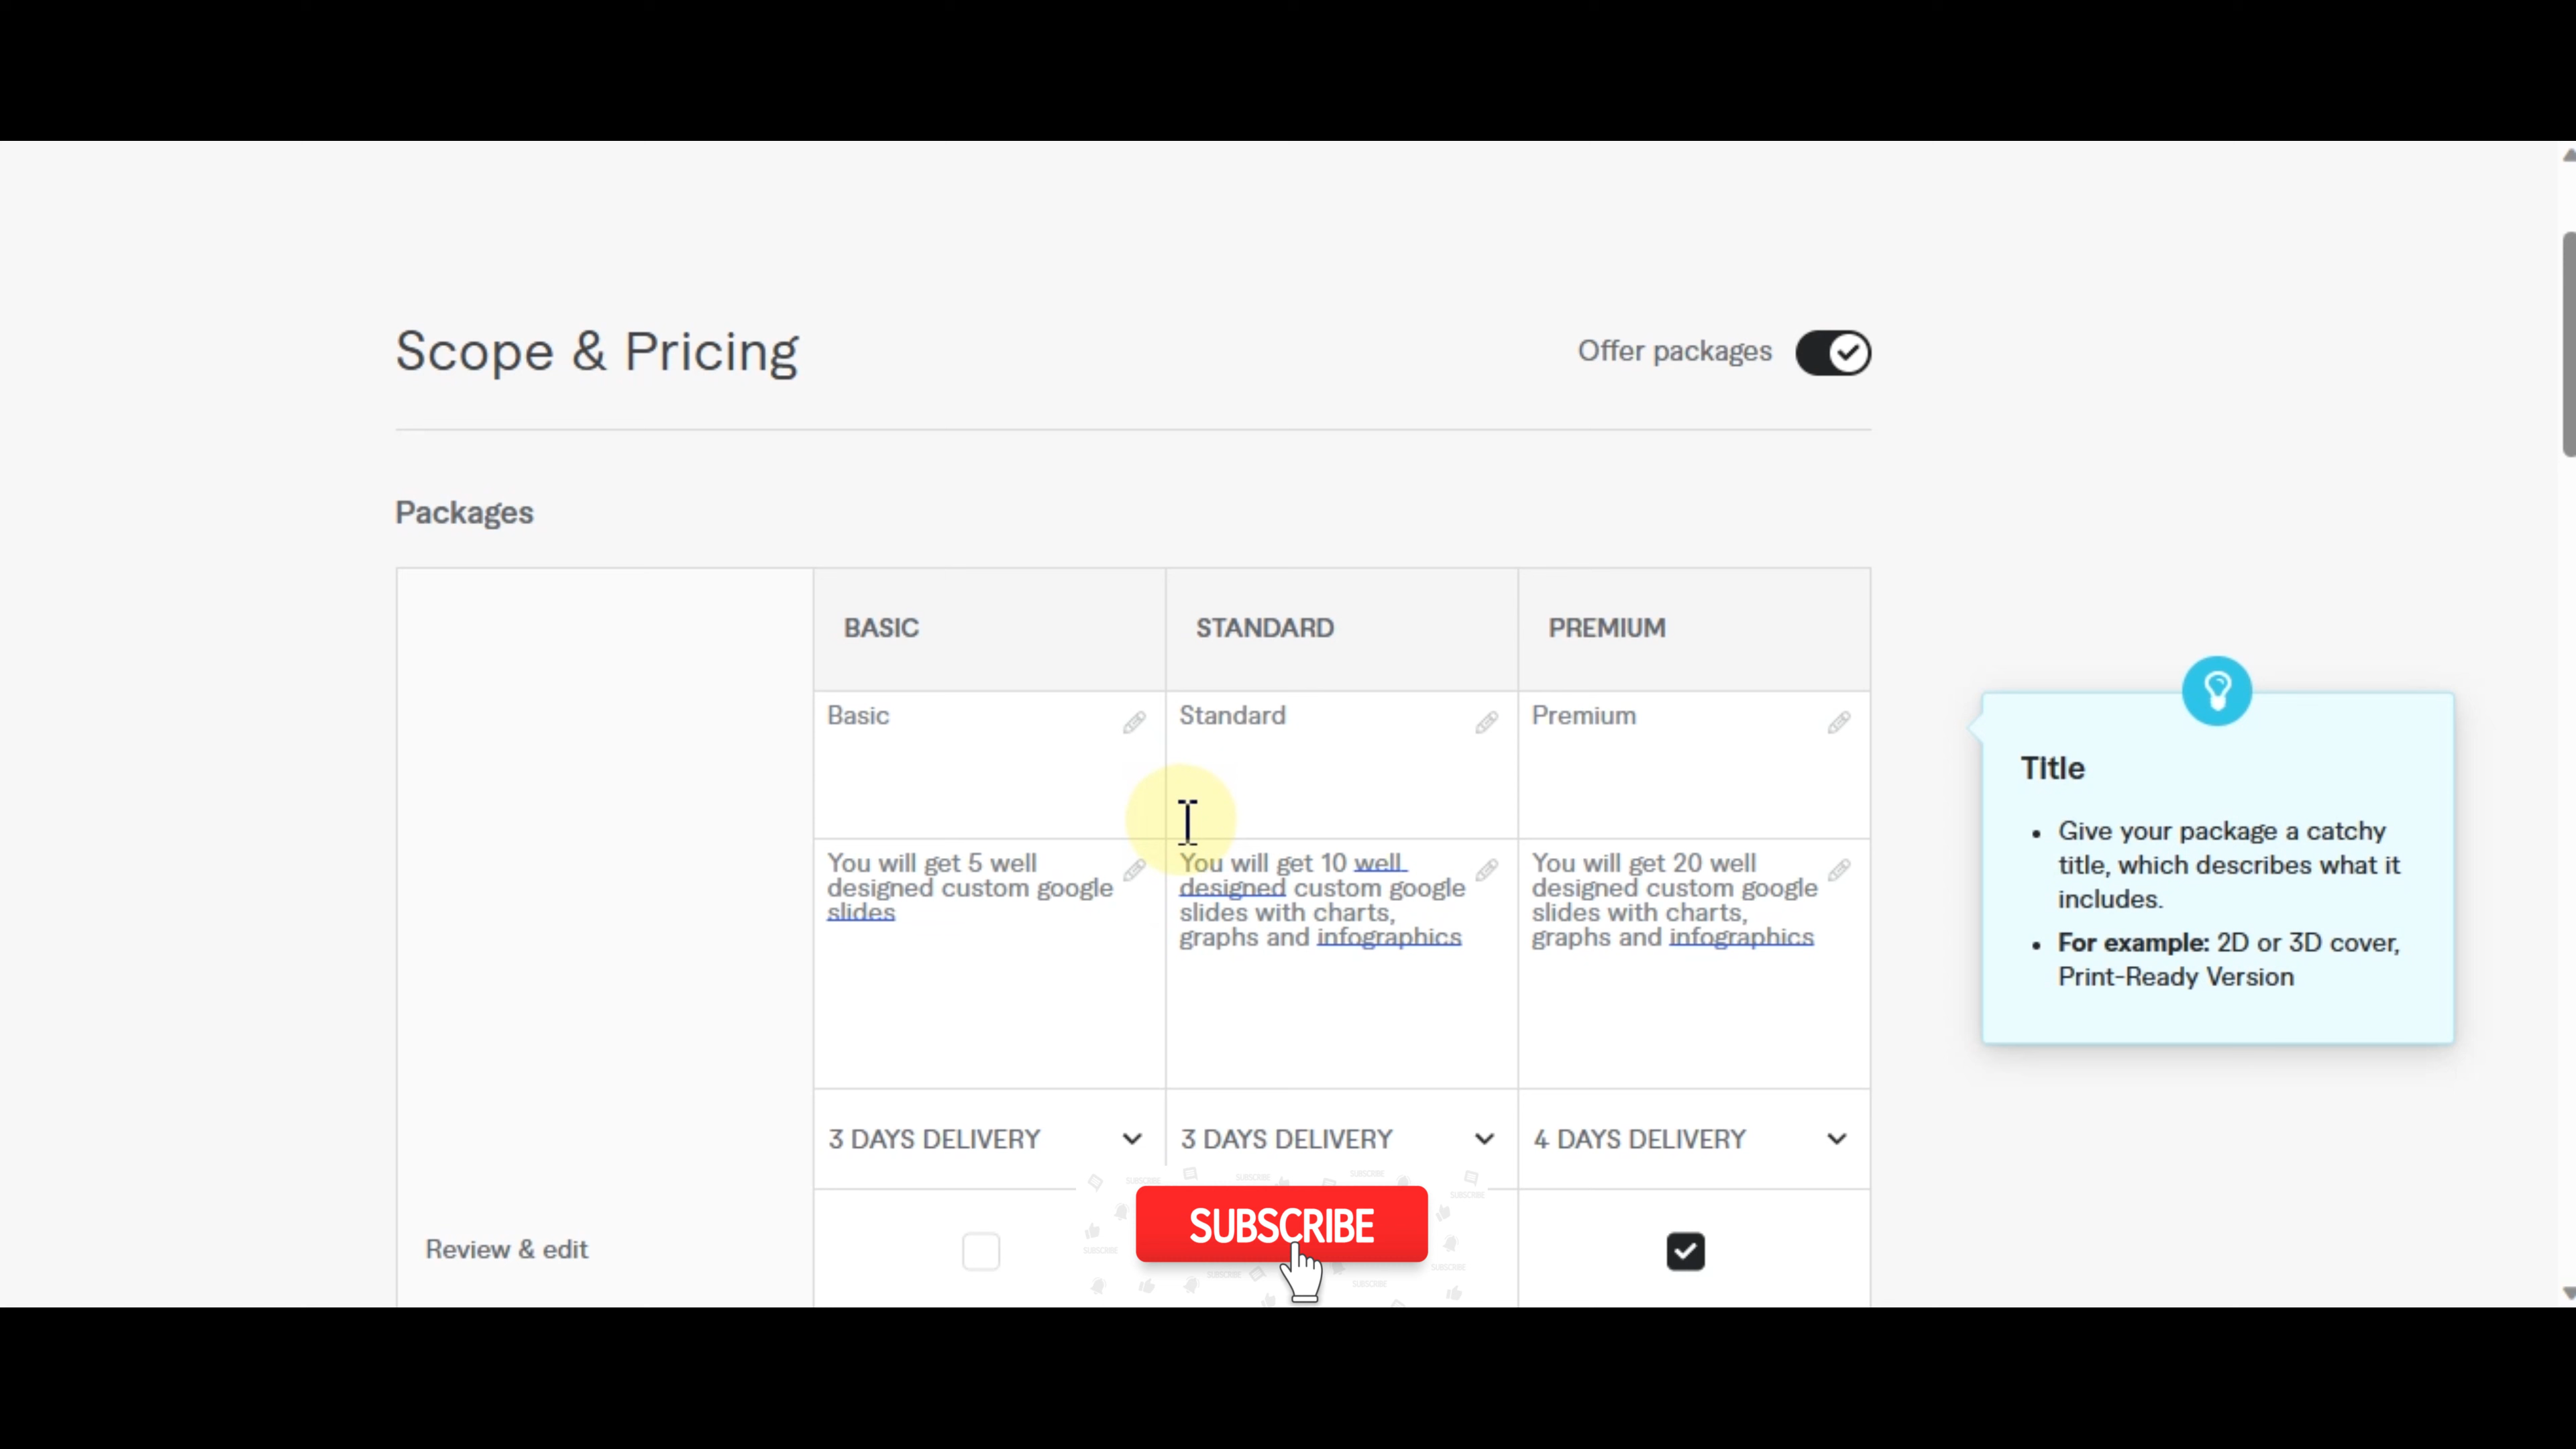 Scope & Pricing
Offer packages
Packages
BASIC
STANDARD
PREMIUM
Basic
Standard
Premium
You will get 5 well
designed custom google
slides
You will get 10 well
designed custom google
slides with charts,
graphs and infographics
You will get 20 well
designed custom google
slides with charts,
graphs and infographics
3 DAYS DELIVERY
3 DAYS DELIVERY
4 DAYS DELIVERY
Review & edit
SUBSCRIBE
Title
Give your package a catchy
title, which describes what it
includes.
For example: 2D or 3D cover,
Print-Ready Version